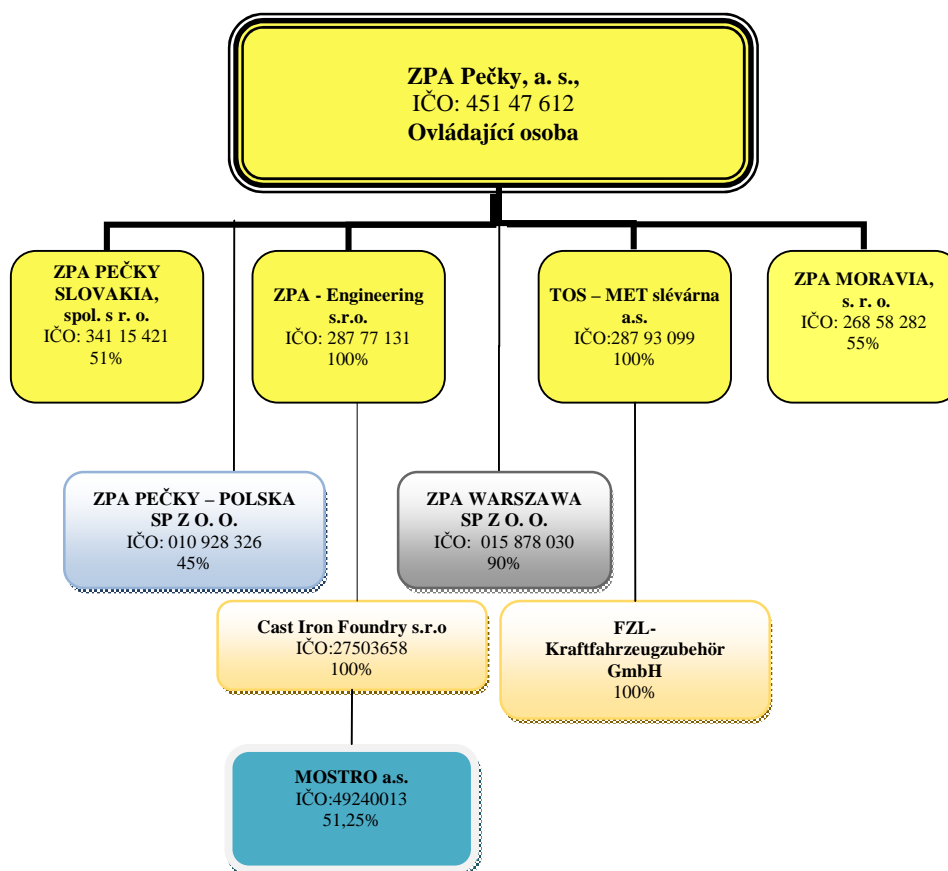 ZPA Pečky, a. s.,
IČO: 451 47 612
Ovládající osoba
ZPA PEČKY
SLOVAKIA,
spol. s r. o.
IČO: 341 15 421
51%
ZPA - Engineering
s.r.o.
IČO: 287 77 131
100%
TOS – MET slévárna
a.s.
IČO:287 93 099
100%
ZPA MORAVIA,
s. r. o.
IČO: 268 58 282
55%
ZPA PEČKY – POLSKA
SP Z O. O.
IČO: 010 928 326
45%
ZPA WARSZAWA
SP Z O. O.
IČO:  015 878 030
90%
Cast Iron Foundry s.r.o
IČO:27503658
100%
FZL-
Kraftfahrzeugzubehör
GmbH
100%
MOSTRO a.s.
IČO:49240013
51,25%